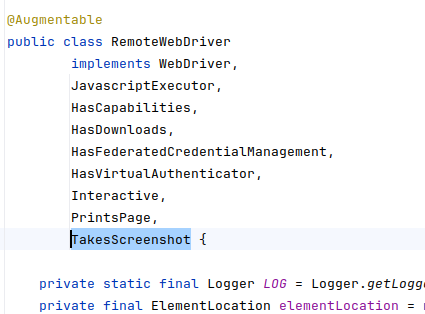 @Augmentable
public class RemoteWebDriver
implements WebDriver,
JavascriptExecutor,
HasCapabilities,
HasDownloads,
HasFederatedCredentialManagement,
HasVirtualAuthenticator,
Interactive,
PrintsPage,
TakesScreenshot {
private static final Logger LOG = Logger.getLogg
private final ElementLocation elementLocation =